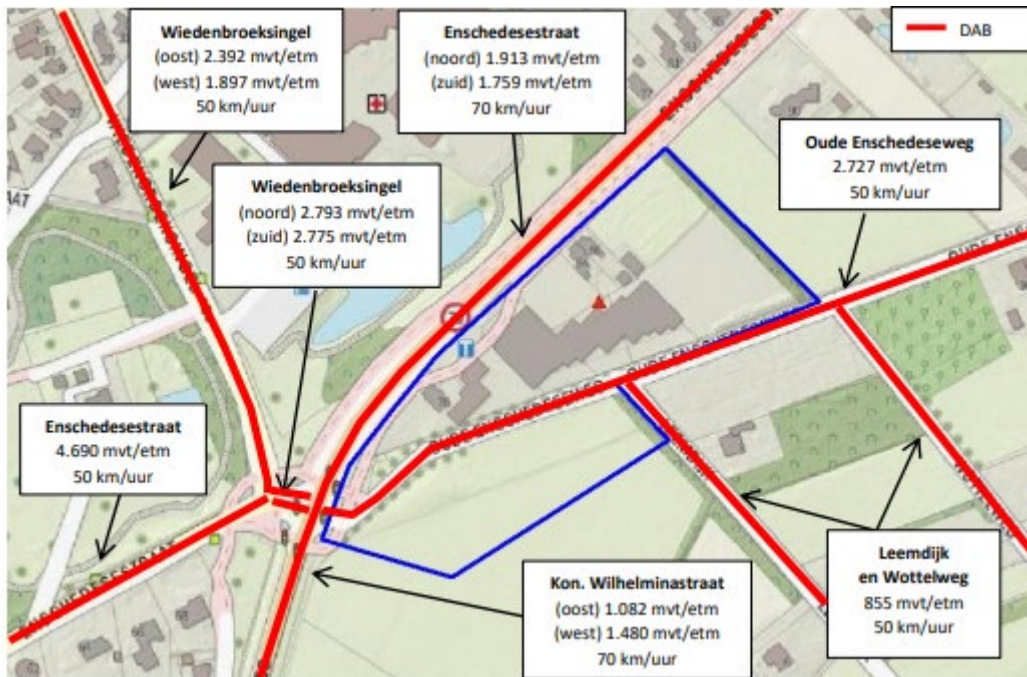 Wiedenbroeksingel
(oost) 2.392 mvt/etm
(west) 1.897 mvt/etm
50 km/uur
Enschedesestraat
(noord) 1.913 mvt/etm
(zuid) 1.759 mvt/etm
70 km/uur
DAB
Oude Enschedeseweg
2.727 mvt/etm
50 km/uur
Wiedenbroeksingel
(noord) 2.793 mvt/etm
(zuid) 2.775 mvt/etm
50 km/uur
Enschedesestraat
4.690 mvt/etm
50 km/uur
Kon. Wilhelminastraat
(oost) 1.082 mvt/etm
(west) 1.480 mvt/etm
70 km/uur
Leemdijk
en Wottelweg
855 mvt/etm
50 km/uur